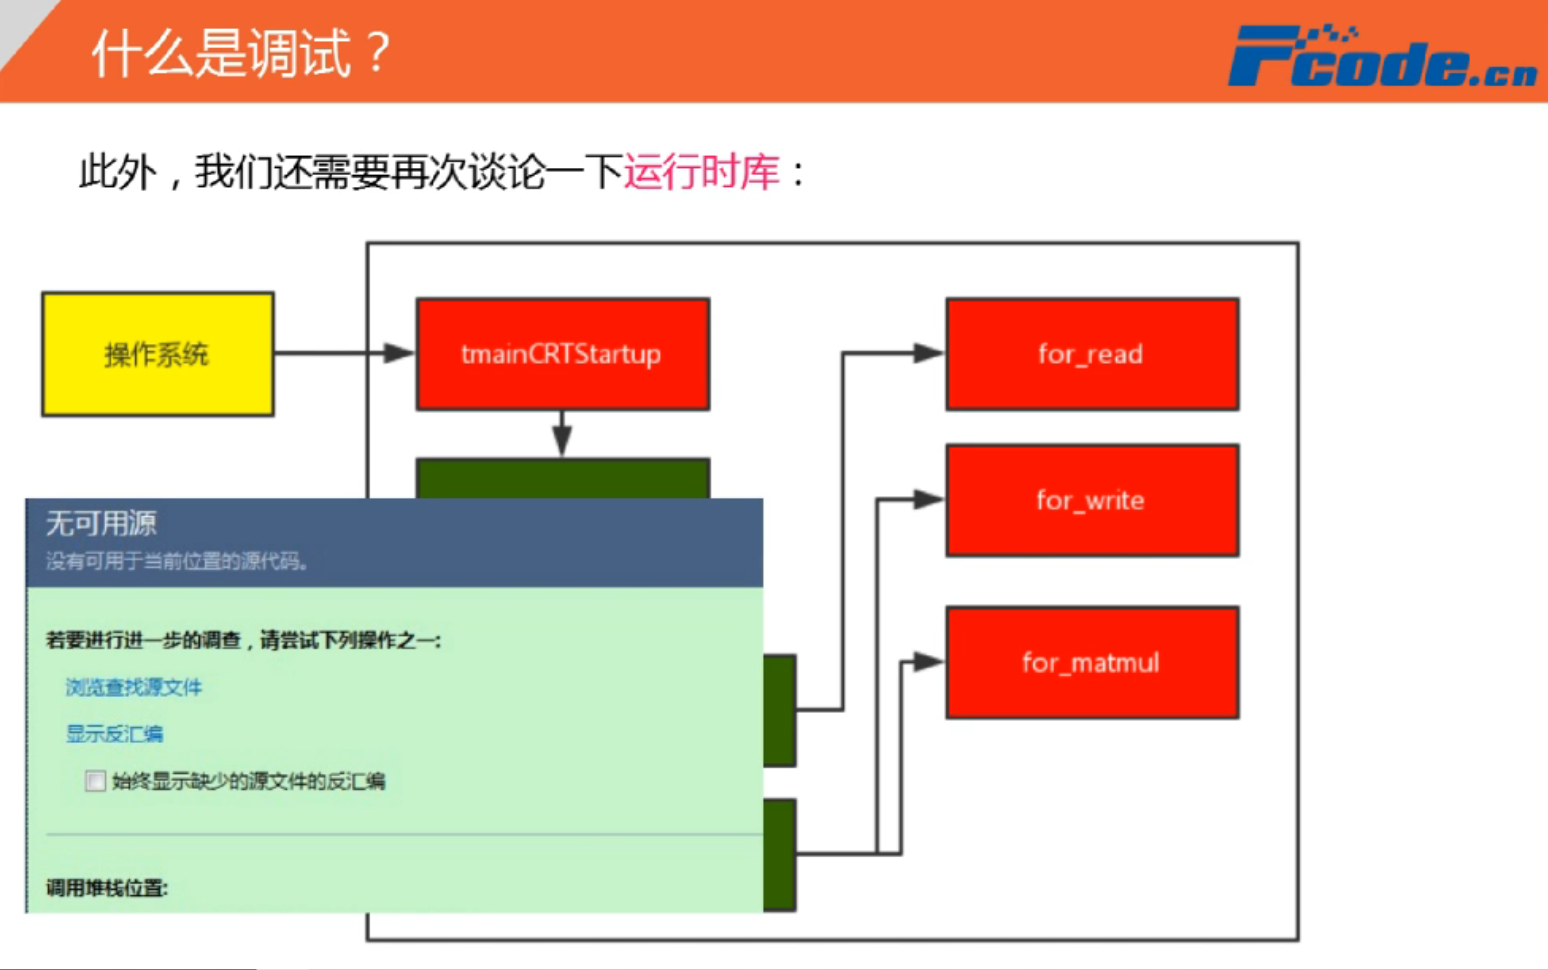 什么是调试？
Fcode.cn
此外，我们还需要再次谈论一下运行时库：
操作系统
tmainCRTStartup
for_read
for_write
for_matmul
无可用源
没有可用于当前位置的源代码。
若要进行进一步的调查，请尝试下列操作之一:
浏览查找源文件
显示反汇编
始终显示缺少的源文件的反汇编
调用堆栈位置: